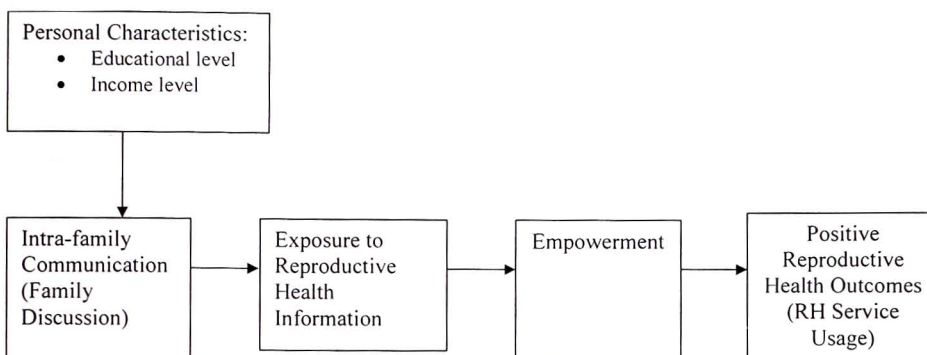 Personal Characteristics:
• Educational level
• Income level
Intra-family
Communication
(Family
Discussion)
Exposure to
Reproductive
Health
Information
Empowerment
Positive
Reproductive
Health Outcomes
(RH Service
Usage)